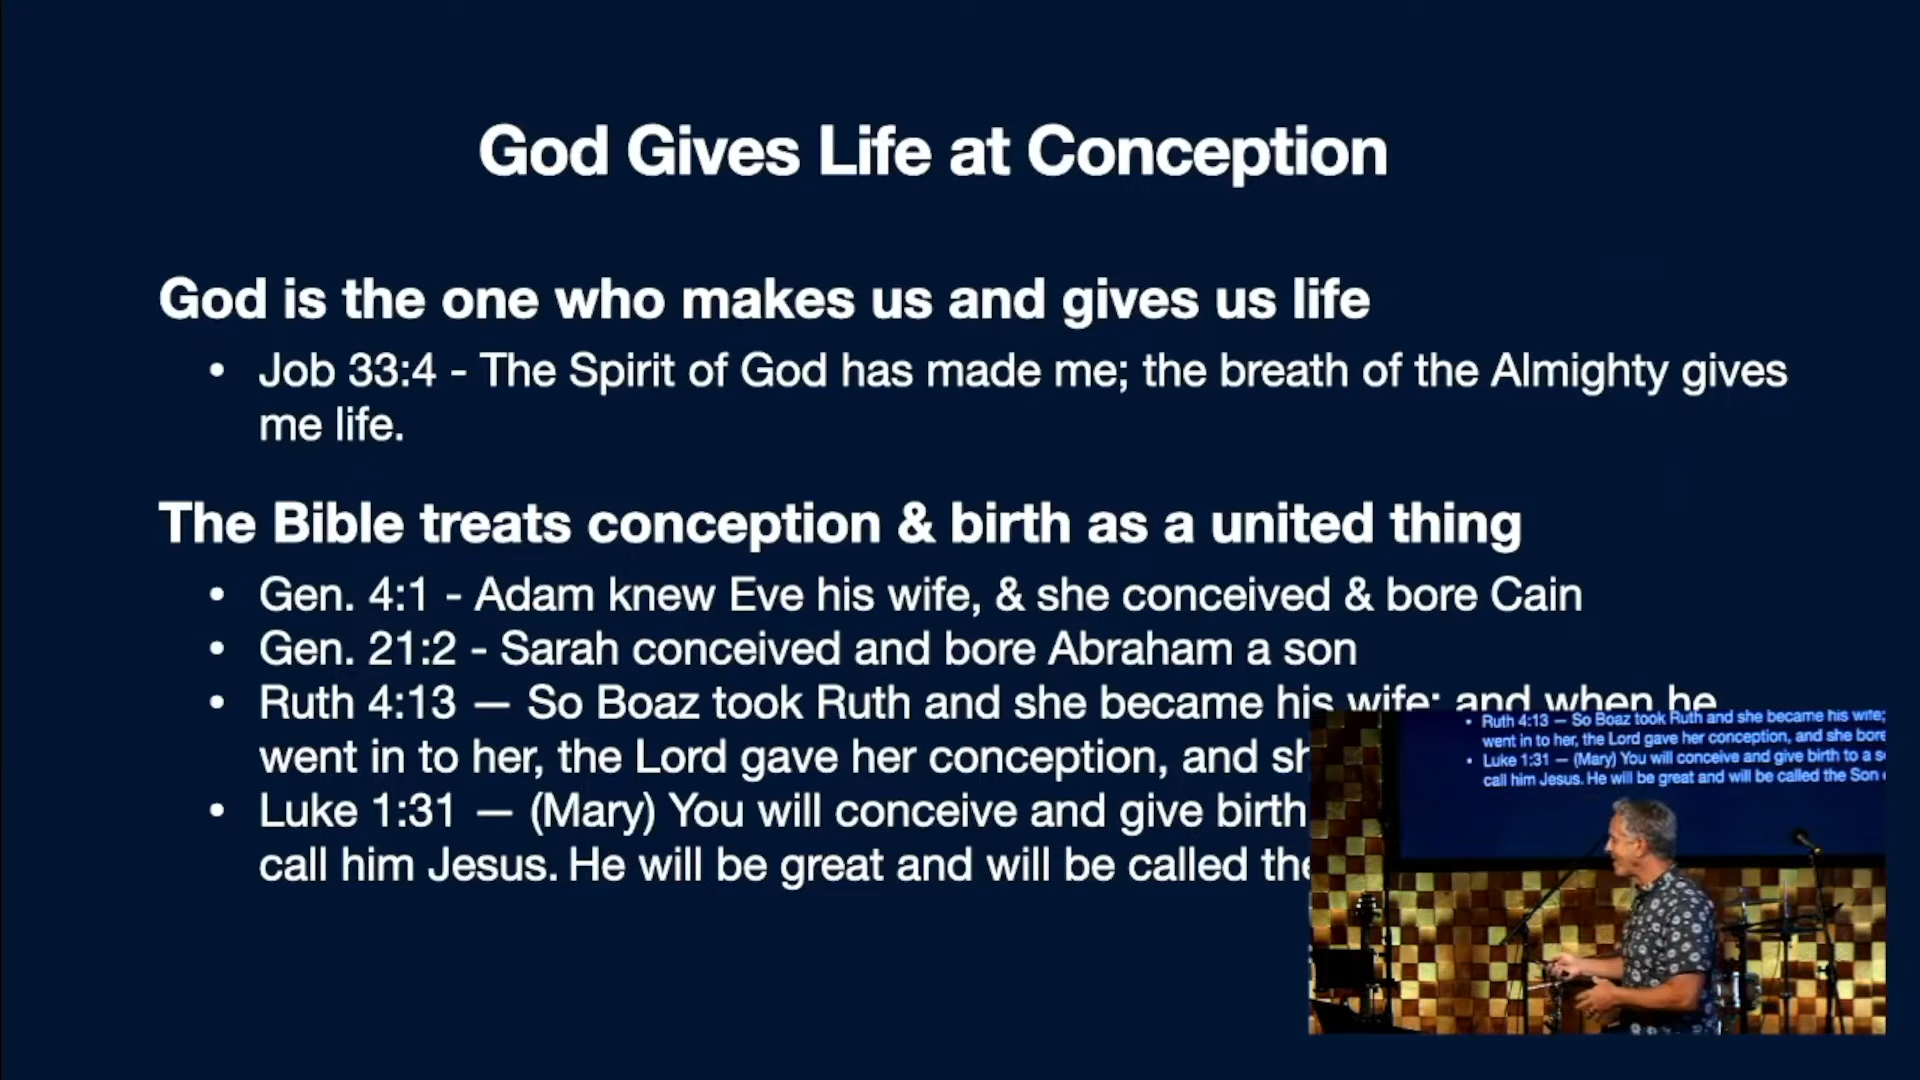 God Gives Life at Conception
God is the one who makes us and gives us life
• Job 33:4 - The Spirit of God has made me; the breath of the Almighty gives
me life.
The Bible treats conception & birth as a united thing
• Gen. 4:1 - Adam knew Eve his wife, & she conceived & bore Cain
• Gen. 21:2 - Sarah conceived and bore Abraham a son
• Ruth 4:13 — So Boaz took Ruth and she became his wife; and when he
went in to her, the Lord gave her conception, and
• Luke 1:31 — (Mary) You will conceive and give birth
call him Jesus. He will be great and will be called the
• Ruth 4:13 — So Boaz took Ruth and she became his wife;
went in to her, the Lord gave her conception, and she bore
• Luke 1:31 — (Mary) You will conceive and give birth to a
call him Jesus. He will be great and will be called the Son